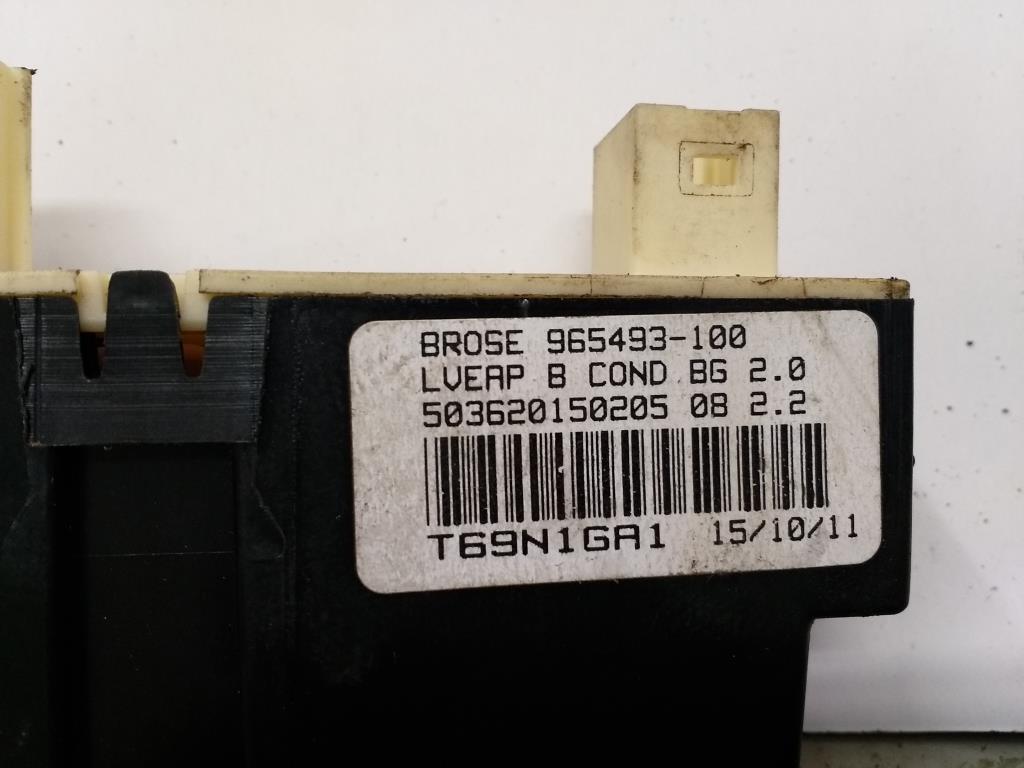 BROSE 965493-100
LVEAP B COND BG 2.0
503620150205 08 2.2
T69N1GA1 15/10/11